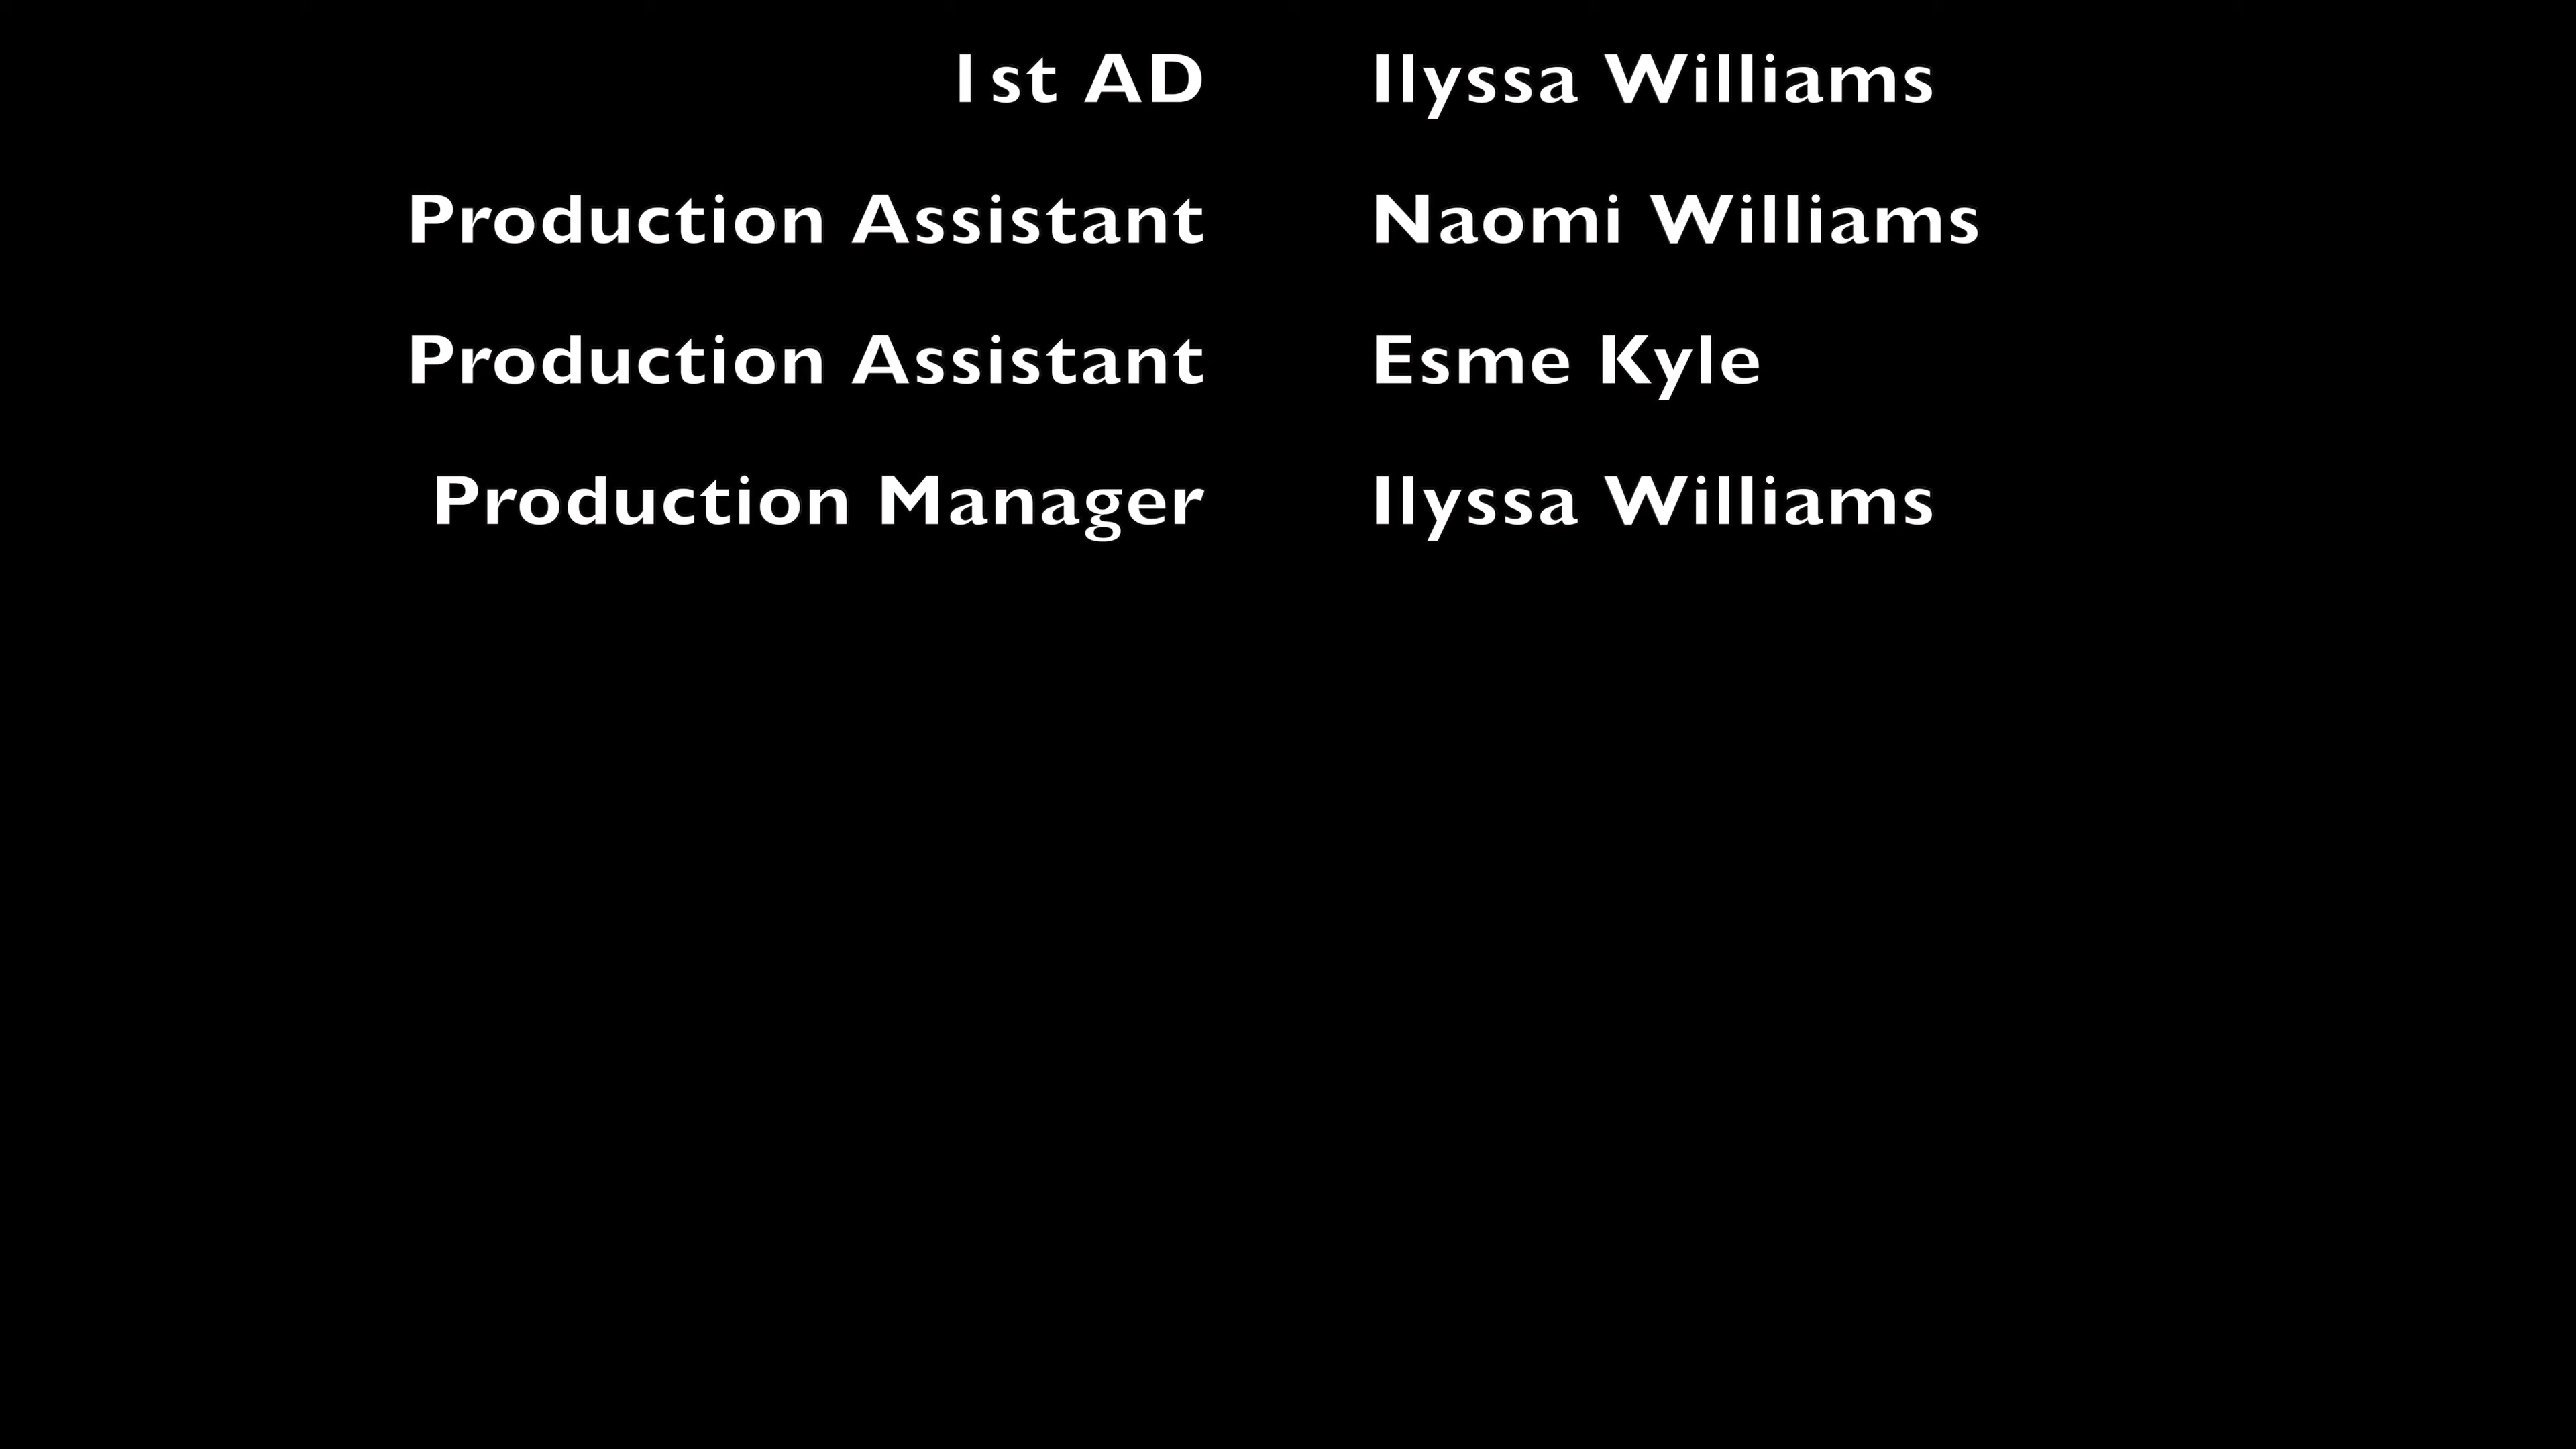 1st AD Ilyssa Williams
Production Assistant Naomi Williams
Production Assistant Esme Kyle
Production Manager Ilyssa Williams